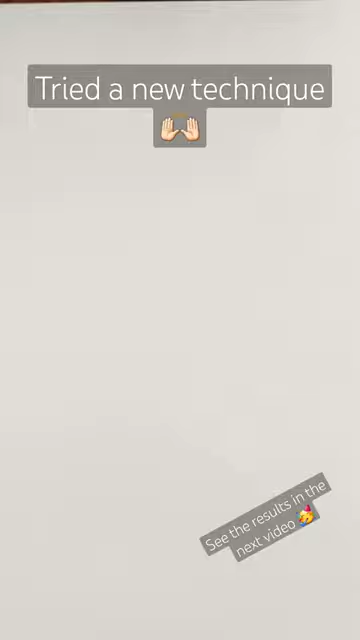 Tried a new technique
🙌🏻
See the results in the
next video 🥳